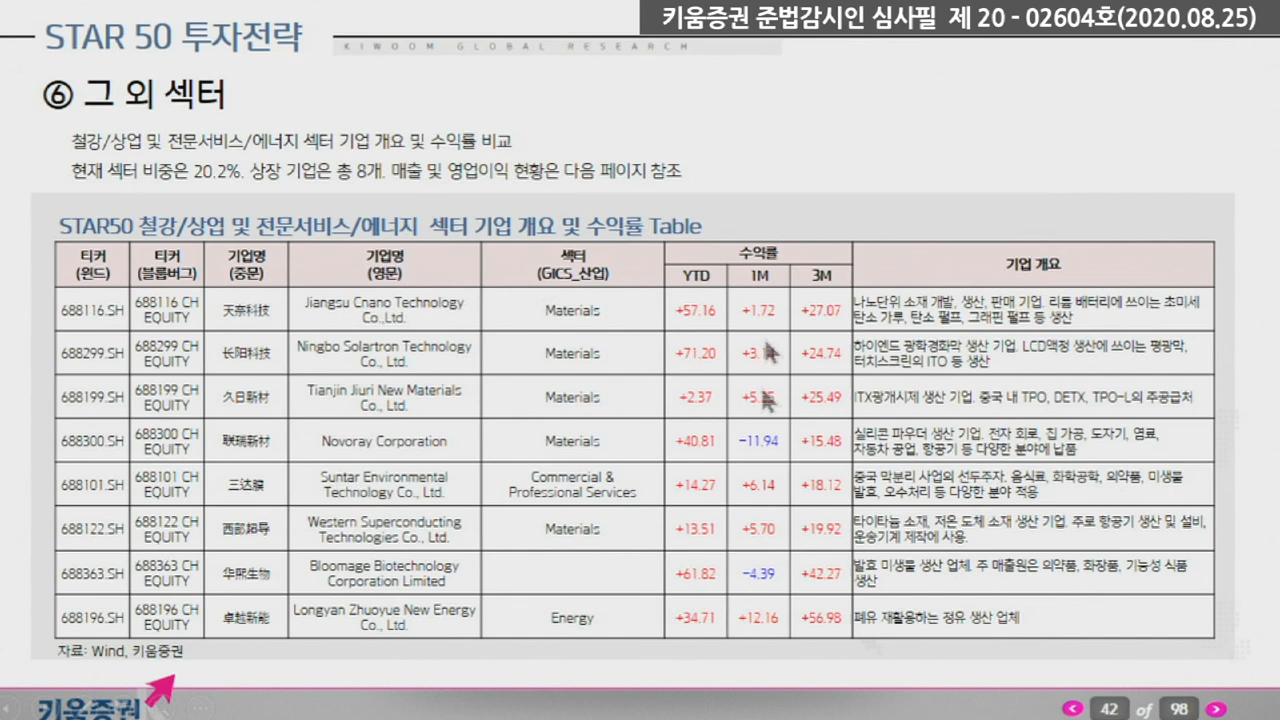 키움증권 준법감시인 심사필 제 20 - 02604호(2020.08.25)
STAR 50 투자전략
KIWOOM GLOBAL RESEARCH
⑥ 그 외 섹터
철강/상업 및 전문서비스/에너지 섹터 기업 개요 및 수익률 비교
현재 섹터 비중은 20.2%. 상장 기업은 총 8개. 매출 및 영업이익 현황은 다음 페이지 참조
STAR50 철강/상업 및 전문서비스/에너지 섹터 기업 개요 및 수익률 Table
티커 (윈드) 티커 (블룸버그) 기업명 (중문) 기업명 (영문) 섹터 (GICS_산업) 수익률 기업 개요
YTD 1M 3M
688116.SH 688116 CH EQUITY 天奈科技 Jiangsu Cnano Technology Co.,Ltd. Materials +57.16 +1.72 +27.07 나노단위 소재 개발, 생산, 판매 기업. 리튬 배터리에 쓰이는 초미세 탄소 가루, 탄소 펄프, 그래핀 펄프 등 생산
688299.SH 688299 CH EQUITY 长阳科技 Ningbo Solartron Technology Co., Ltd. Materials +71.20 +3. +24.74 하이엔드 광학경화막 생산 기업. LCD액정 생산에 쓰이는 평광막, 터치스크린의 ITO 등 생산
688199.SH 688199 CH EQUITY 久日新材 Tianjin Jiuri New Materials Co., Ltd. Materials +2.37 +5. +25.49 ITX광개시제 생산 기업. 중국 내 TPO, DETX, TPO-L의 주공급처
688300.SH 688300 CH EQUITY 联瑞新材 Novoray Corporation Materials +40.81 -11.94 +15.48 실리콘 파우더 생산 기업. 전자 회로, 칩 가공, 도자기, 염료, 자동차 공업, 항공기 등 다양한 분야에 납품
688101.SH 688101 CH EQUITY 三达膜 Suntar Environmental Technology Co., Ltd. Commercial & Professional Services +14.27 +6.14 +18.12 중국 막분리 사업의 선두주자. 음식료, 화학공학, 의약품, 미생물 발효, 오수처리 등 다양한 분야 적용
688122.SH 688122 CH EQUITY 西部超导 Western Superconducting Technologies Co., Ltd. Materials +13.51 +5.70 +19.92 타이타늄 소재, 저온 도체 소재 생산 기업. 주로 항공기 생산 및 설비, 운송기계 제작에 사용.
688363.SH 688363 CH EQUITY 华熙生物 Bloomage Biotechnology Corporation Limited +61.82 -4.39 +42.27 발효 미생물 생산 업체. 주 매출원은 의약품, 화장품, 기능성 식품 생산
688196.SH 688196 CH EQUITY 卓越新能 Longyan Zhuoyue New Energy Co., Ltd. Energy +34.71 +12.16 +56.98 폐유 재활용하는 정유 생산 업체
자료: Wind, 키움증권
키움증권
42 of 98